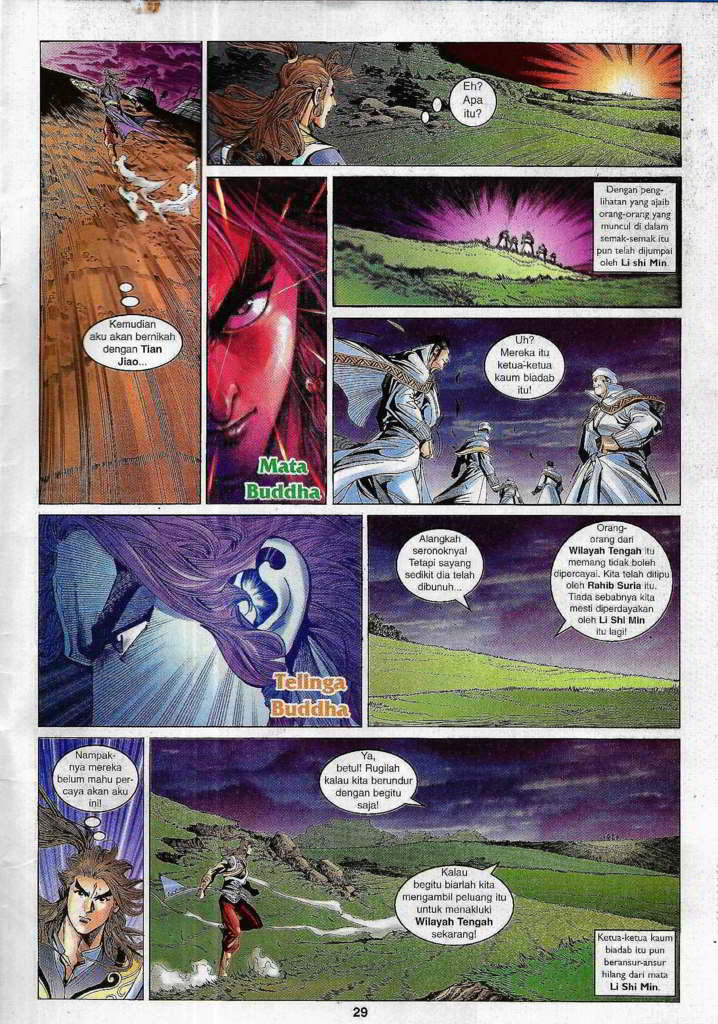 Kemudian
aku akan bernikah
dengan Tian
Jiao...
Eh?
Apa
itu?
Mata
Buddha
Dengan peng-
lihatan yang ajaib
orang-orang yang
muncul di dalam
semak-semak itu
pun telah dijumpai
oleh Li shi Min.
Uh?
Mereka itu
ketua-ketua
kaum biadab
itu!
Telinga
Buddha
Alangkah
seronoknya!
Tetapi sayang
sedikit dia telah
dibunuh...
Orang-
orang dari
Wilayah Tengah itu
memang tidak boleh
dipercayai. Kita telah ditipu
oleh Rahib Suria itu.
Tiada sebabnya kita
mesti diperdayakan
oleh Li Shi Min
itu lagi!
Nampak-
nya mereka
belum mahu per-
caya akan aku
ini!
Ya,
betul! Rugilah
kalau kita berundur
dengan begitu
saja!
Kalau
begitu biarlah kita
mengambil peluang itu
untuk menakluki
Wilayah Tengah
sekarang!
Ketua-ketua kaum
biadab itu pun
beransur-ansur
hilang dari mata
Li Shi Min.
29